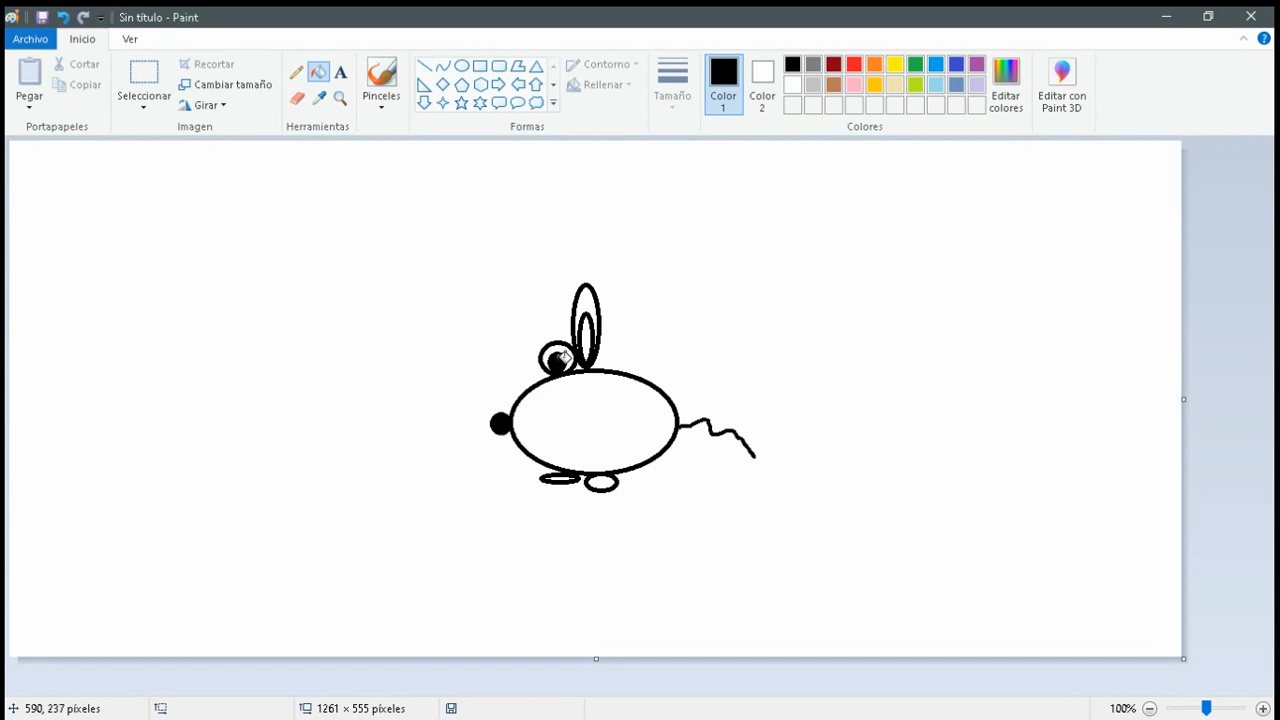 Sin título - Paint
Archivo Inicio Ver
Pegar
Cortar
Copiar
Portapapeles
Seleccionar
Recortar
Cambiar tamaño
Girar
Imagen
A
Herramientas
Pinceles
Contorno
Rellenar
Formas
Tamaño
Color
1
Color
2
Editar
colores
Colores
Editar con
Paint 3D
590, 237 píxeles
1261 × 555 píxeles
100%